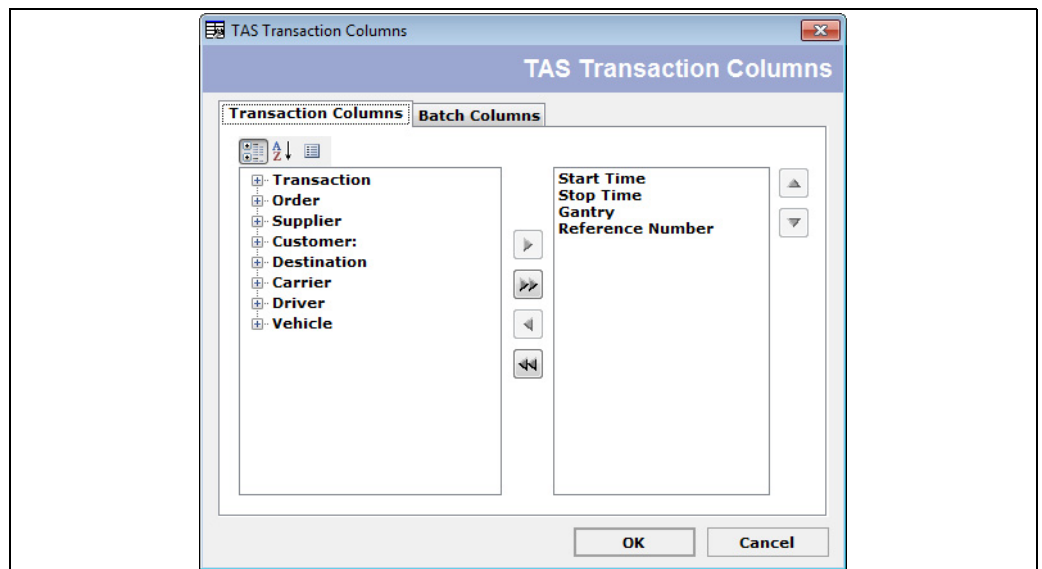 TAS Transaction Columns
TAS Transaction Columns
Transaction Columns
Batch Columns
A
Z
Transaction
Order
Supplier
Customer:
Destination
Carrier
Driver
Vehicle
Start Time
Stop Time
Gantry
Reference Number
OK
Cancel